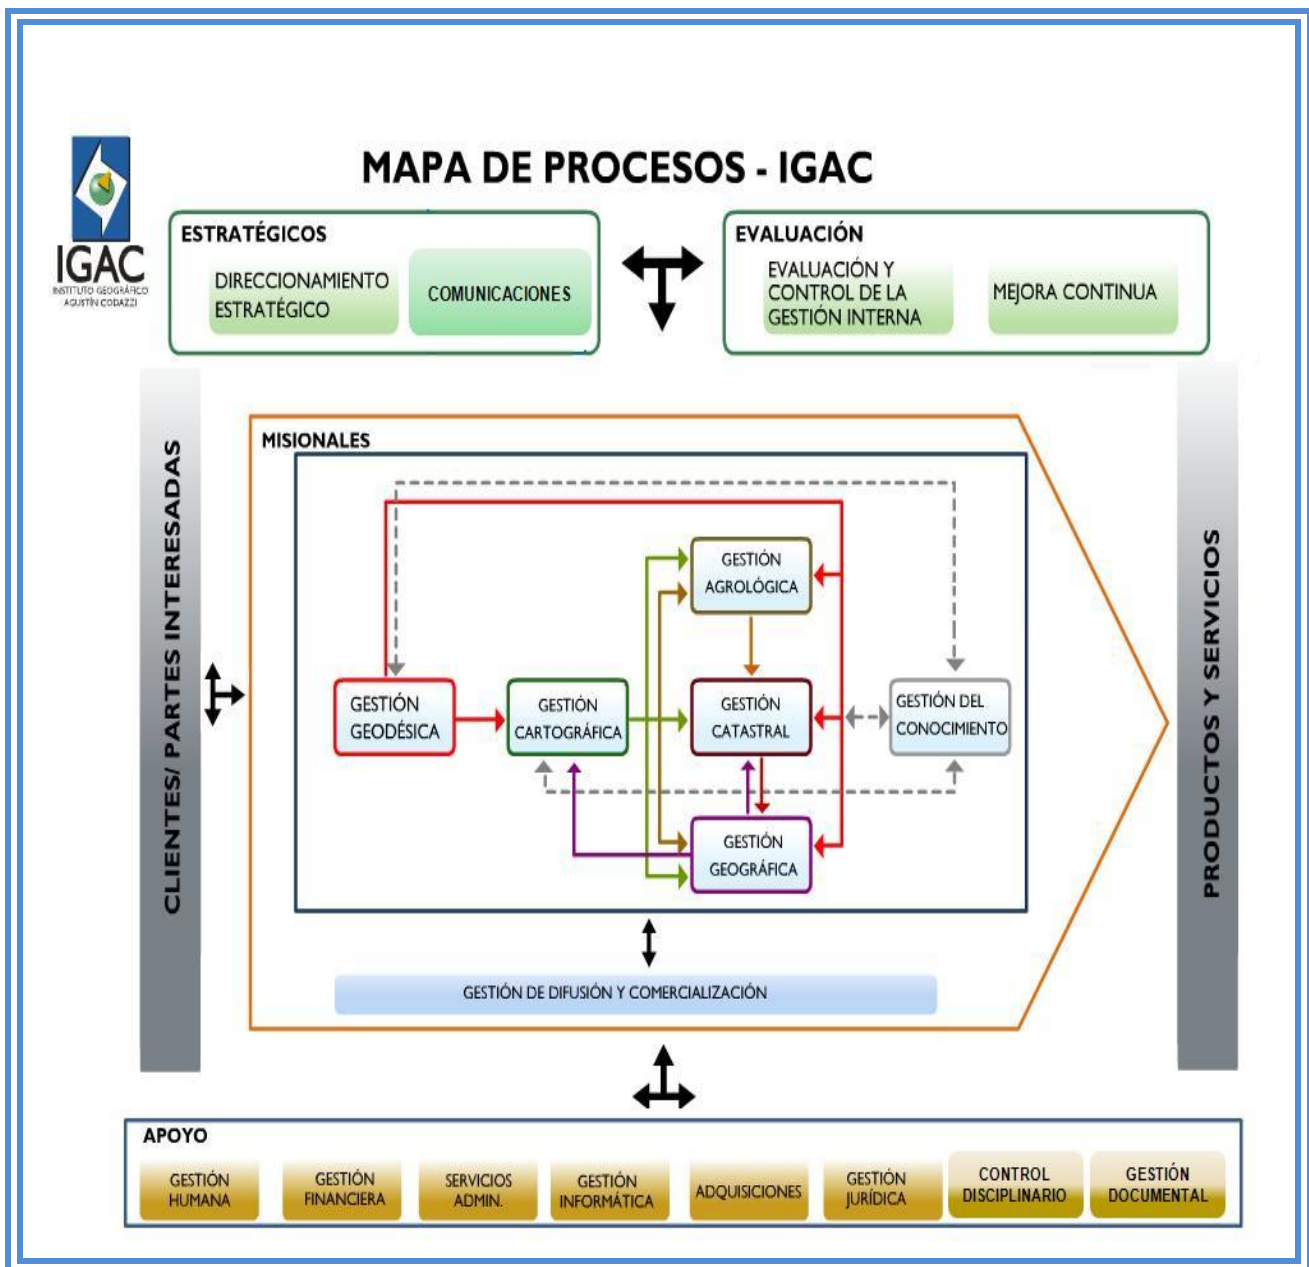 MAPA DE PROCESOS - IGAC
IGAC
INSTITUTO GEOGRÁFICO
AGUSTÍN CODAZZI
ESTRATÉGICOS
DIRECCIONAMIENTO
ESTRATÉGICO
COMUNICACIONES
EVALUACIÓN
EVALUACIÓN Y
CONTROL DE LA
GESTIÓN INTERNA
MEJORA CONTINUA
CLIENTES/ PARTES INTERESADAS
MISIONALES
GESTIÓN
AGROLÓGICA
GESTIÓN
GEODÉSICA
GESTIÓN
CARTOGRÁFICA
GESTIÓN
CATASTRAL
GESTIÓN DEL
CONOCIMIENTO
GESTIÓN
GEOGRÁFICA
GESTIÓN DE DIFUSIÓN Y COMERCIALIZACIÓN
PRODUCTOS Y SERVICIOS
APOYO
GESTIÓN
HUMANA
GESTIÓN
FINANCIERA
SERVICIOS
ADMIN.
GESTIÓN
INFORMÁTICA
ADQUISICIONES
GESTIÓN
JURÍDICA
CONTROL
DISCIPLINARIO
GESTIÓN
DOCUMENTAL